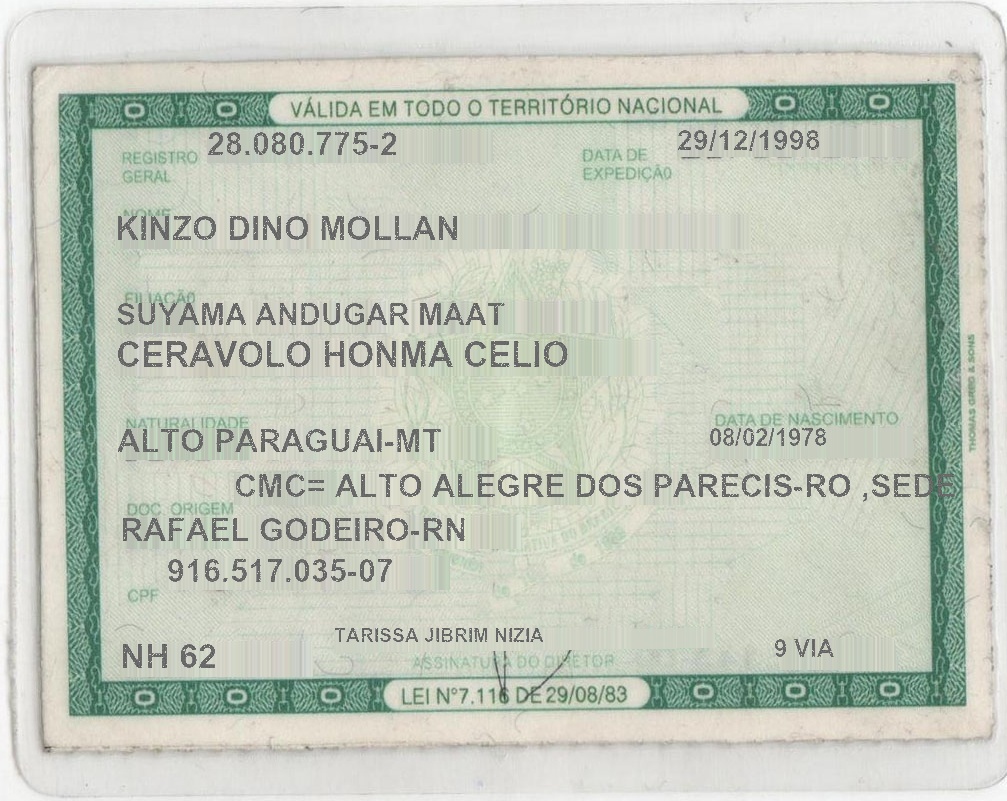 VÁLIDA EM TODO O TERRITÓRIO NACIONAL
REGISTRO GERAL 28.080.775-2 DATA DE EXPEDIÇÃO 29/12/1998
NOME
KINZO DINO MOLLAN
FILIAÇÃO
SUYAMA ANDUGAR MAAT
CERAVOLO HONMA CELIO
NATURALIDADE DATA DE NASCIMENTO
ALTO PARAGUAI-MT 08/02/1978
CMC= ALTO ALEGRE DOS PARECIS-RO ,SEDE
DOC. ORIGEM
RAFAEL GODEIRO-RN
916.517.035-07
CPF
TARISSA JIBRIM NIZIA
NH 62 9 VIA
ASSINATURA DO DIRETOR
LEI Nº7.116 DE 29/08/83
THOMAS GREG & SONS